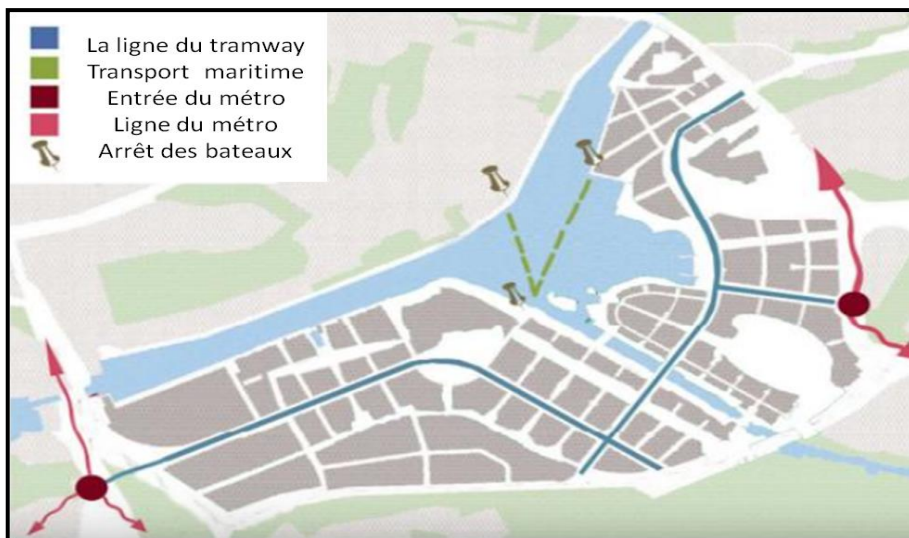 La ligne du tramway
Transport maritime
Entrée du métro
Ligne du métro
Arrêt des bateaux